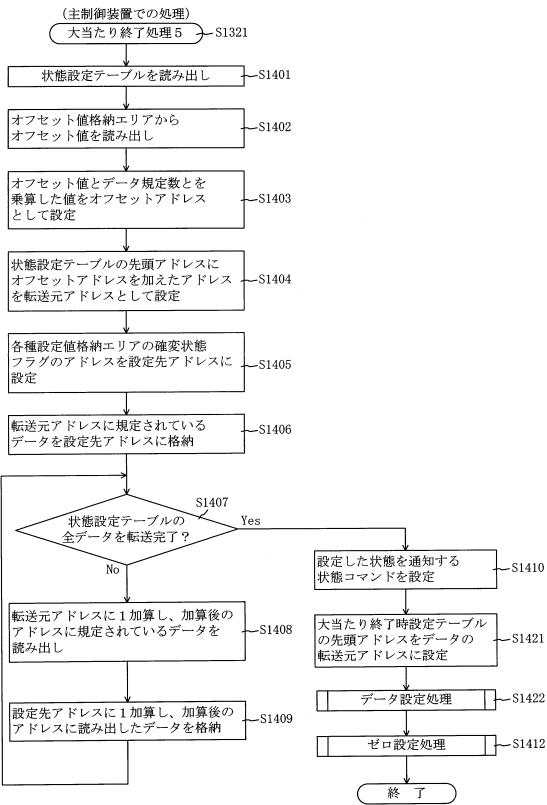 (主制御装置での処理)
大当たり終了処理５
S1321
状態設定テーブルを読み出し
S1401
オフセット値格納エリアから
オフセット値を読み出し
S1402
オフセット値とデータ規定数とを
乗算した値をオフセットアドレス
として設定
S1403
状態設定テーブルの先頭アドレスに
オフセットアドレスを加えたアドレス
を転送元アドレスとして設定
S1404
各種設定値格納エリアの確変状態
フラグのアドレスを設定先アドレスに
設定
S1405
転送元アドレスに規定されている
データを設定先アドレスに格納
S1406
S1407
状態設定テーブルの
全データを転送完了？
Yes
No
転送元アドレスに１加算し、加算後の
アドレスに規定されているデータを
読み出し
S1408
設定先アドレスに１加算し、加算後の
アドレスに読み出したデータを格納
S1409
設定した状態を通知する
状態コマンドを設定
S1410
大当たり終了時設定テーブル
の先頭アドレスをデータの
転送元アドレスに設定
S1421
データ設定処理
S1422
ゼロ設定処理
S1412
終　了